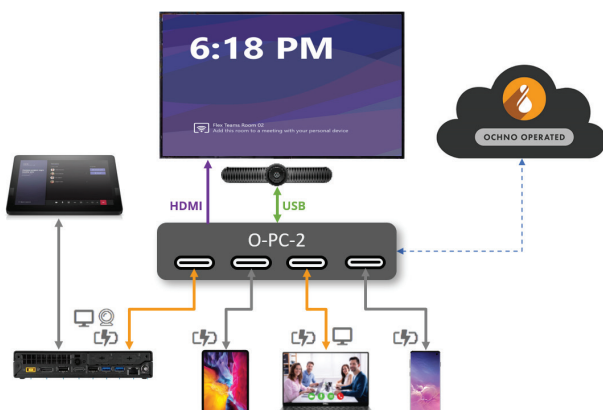 6:18 PM
Flex Teams Room 02
Add this room to a meeting with your personal device
OCHNO OPERATED
HDMI
USB
O-PC-2